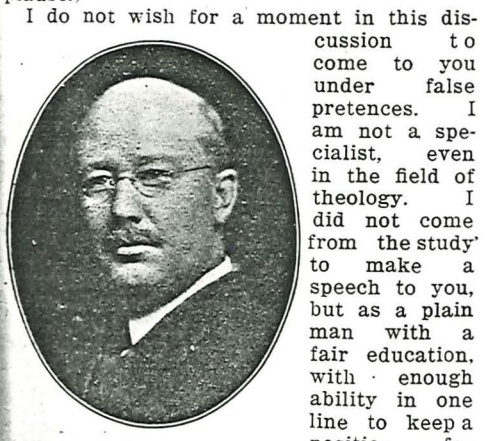 I do not wish for a moment in this dis-
cussion to
come to you
under false
pretences. I
am not a spe-
cialist, even
in the field of
theology. I
did not come
from the study
to make a
speech to you,
but as a plain
man with a
fair education,
with enough
ability in one
line to keep a